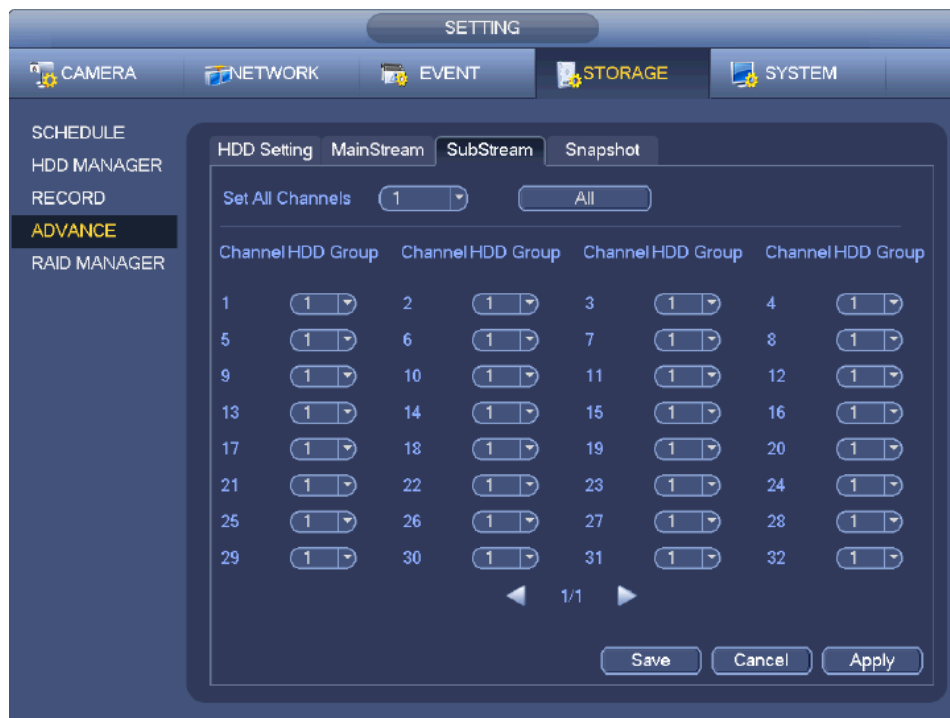 SETTING
CAMERA NETWORK EVENT STORAGE SYSTEM
SCHEDULE
HDD MANAGER
RECORD
ADVANCE
RAID MANAGER
HDD Setting MainStream SubStream Snapshot
Set All Channels 1 All
Channel HDD Group Channel HDD Group Channel HDD Group Channel HDD Group
1 1 2 1 3 1 4 1
5 1 6 1 7 1 8 1
9 1 10 1 11 1 12 1
13 1 14 1 15 1 16 1
17 1 18 1 19 1 20 1
21 1 22 1 23 1 24 1
25 1 26 1 27 1 28 1
29 1 30 1 31 1 32 1
1/1
Save Cancel Apply